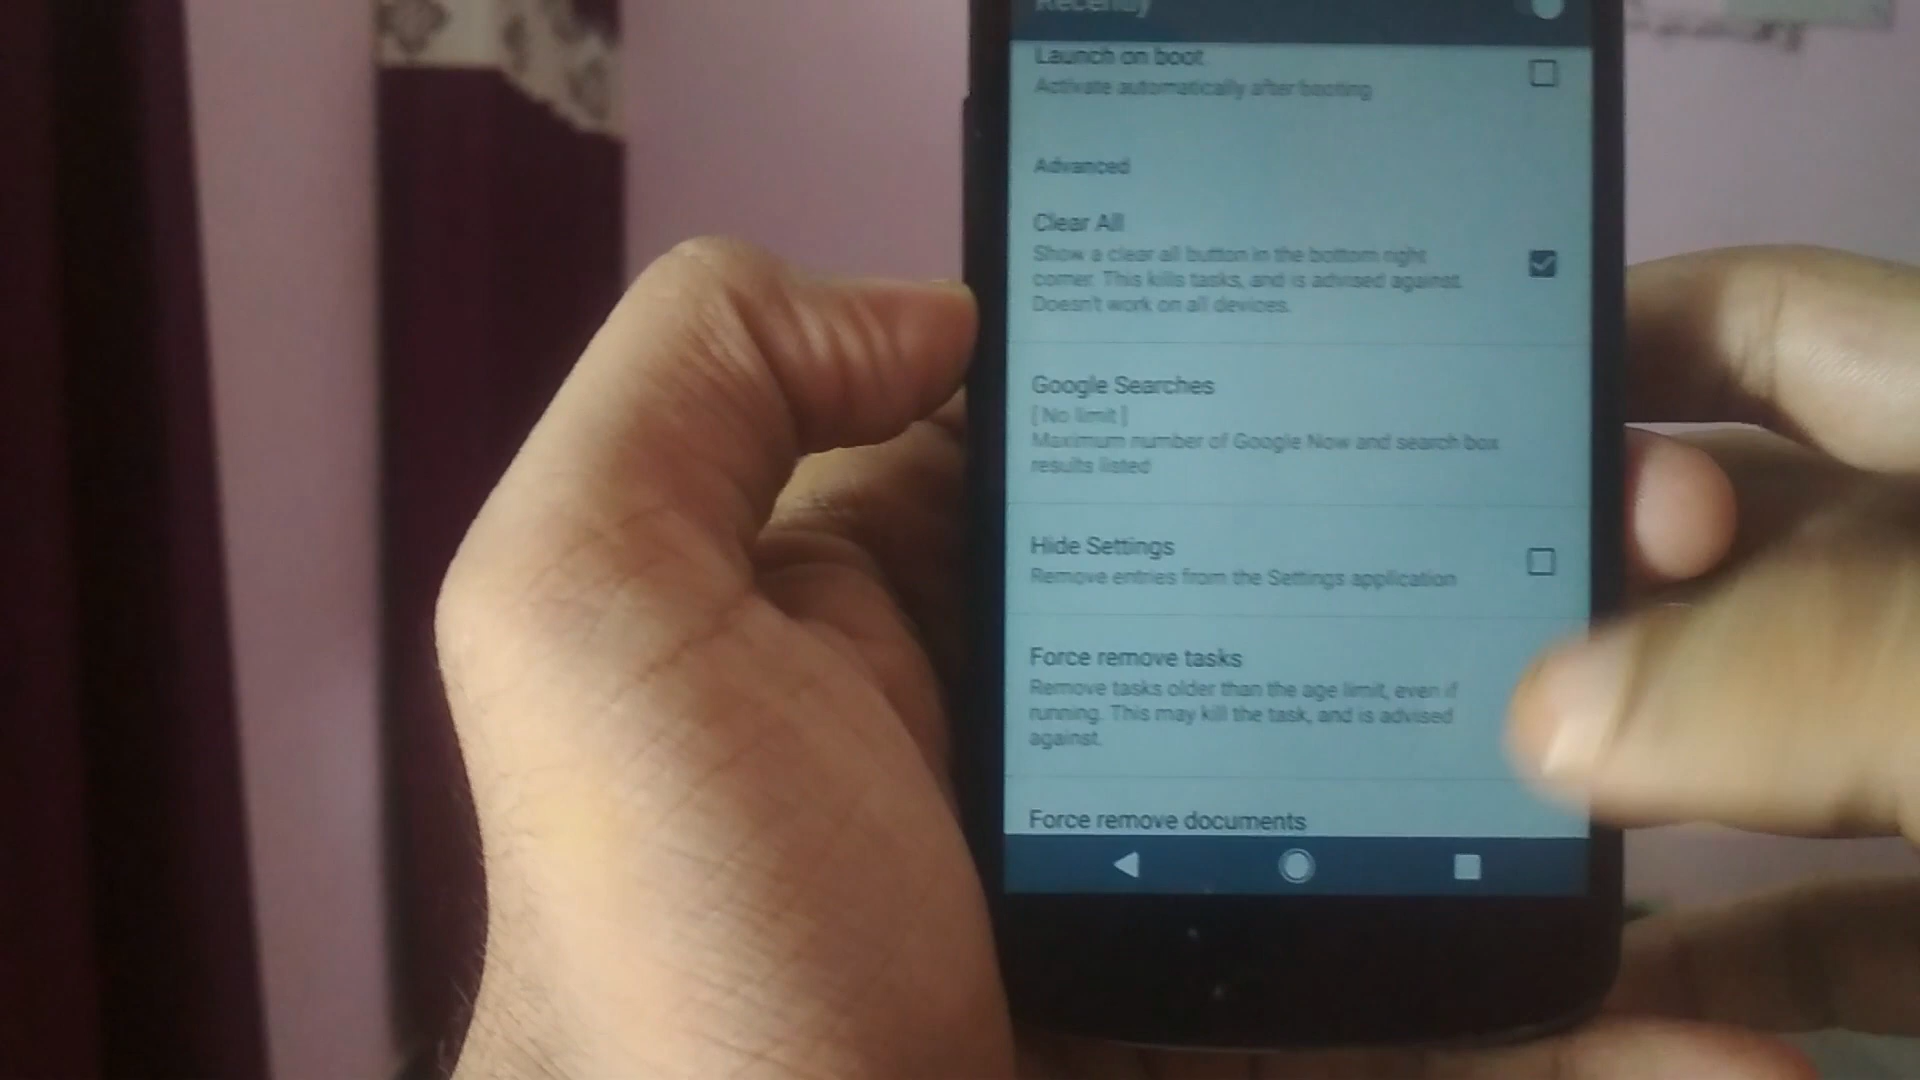 Recently
Launch on boot
Activate automatically after booting
Advanced
Clear All
Show a clear all button in the bottom right
corner. This kills tasks, and is advised against.
Doesn't work on all devices.
Google Searches
[ No limit ]
Maximum number of Google Now and search box
results listed
Hide Settings
Remove entries from the Settings application
Force remove tasks
Remove tasks older than the age limit, even if
running. This may kill the task, and is advised
against.
Force remove documents